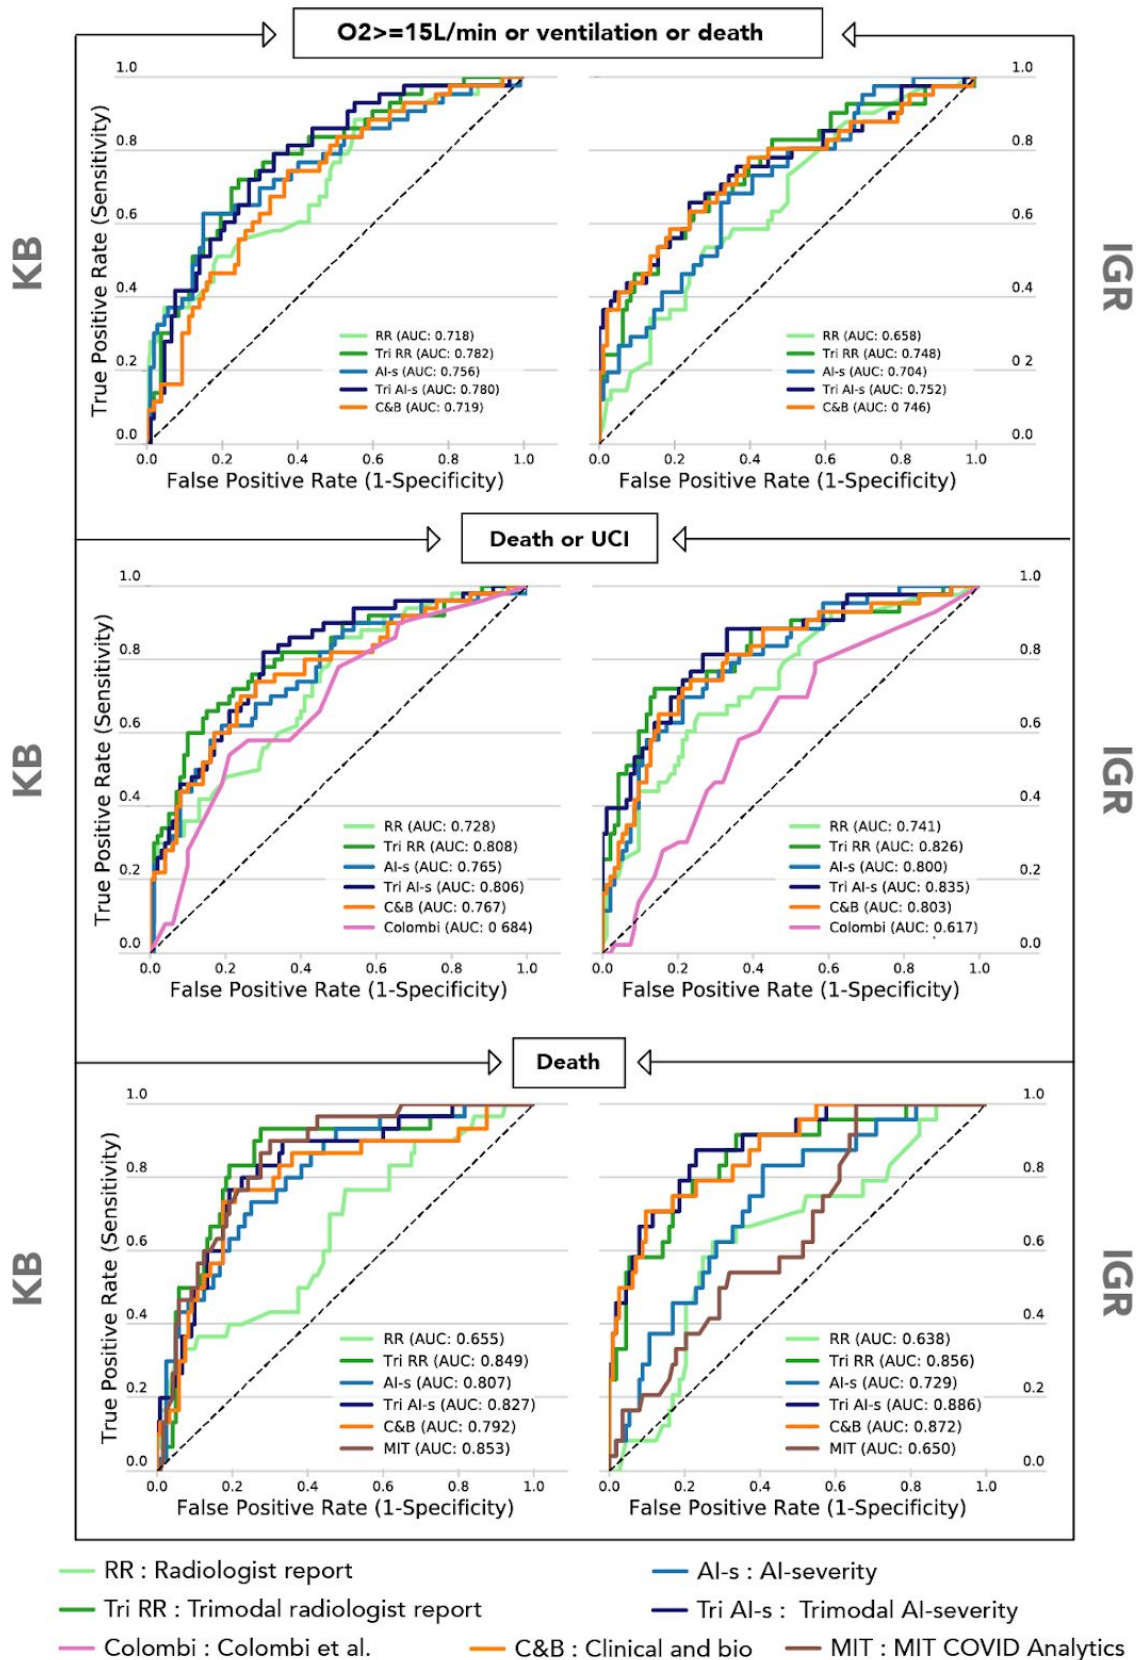 O2>=15L/min or ventilation or death
KB
IGR
True Positive Rate (Sensitivity)
1.0
0.8
0.6
0.4
0.2
0.0
RR (AUC: 0.718)
Tri RR (AUC: 0.782)
AI-s (AUC: 0.756)
Tri AI-s (AUC: 0.780)
C&B (AUC: 0.719)
0.0 0.2 0.4 0.6 0.8 1.0
False Positive Rate (1-Specificity)
1.0
0.8
0.6
0.4
0 2
0.0
RR (AUC: 0.658)
Tri RR (AUC: 0.748)
AI-s (AUC: 0.704)
Tri AI-s (AUC: 0.752)
C&B (AUC: 0 746)
0.0 0.2 0.4 0.6 0.8 1.0
False Positive Rate (1-Specificity)
Death or UCI
KB
IGR
True Positive Rate (Sensitivity)
1.0
0.8
0.6
0.4
0.2
0.0
RR (AUC: 0.728)
Tri RR (AUC: 0.808)
AI-s (AUC: 0.765)
Tri AI-s (AUC: 0.806)
C&B (AUC: 0.767)
Colombi (AUC: 0 684)
0.0 0.2 0.4 0.6 0.8 1.0
False Positive Rate (1-Specificity)
1.0
0.8
0.6
0.4
0.2
0.0
RR (AUC: 0.741)
Tri RR (AUC: 0.826)
AI-s (AUC: 0.800)
Tri AI-s (AUC: 0.835)
C&B (AUC: 0.803)
Colombi (AUC: 0.617)
0.0 0.2 0.4 0.6 0.8 1.0
False Positive Rate (1-Specificity)
Death
KB
IGR
True Positive Rate (Sensitivity)
1.0
0.8
0.6
0.4
0.2
0.0
RR (AUC: 0.655)
Tri RR (AUC: 0.849)
AI-s (AUC: 0.807)
Tri AI-s (AUC: 0.827)
C&B (AUC: 0.792)
MIT (AUC: 0.853)
0.0 0.2 0.4 0.6 0.8 1.0
False Positive Rate (1-Specificity)
1.0
0.8
0.6
0.4
0.2
0.0
RR (AUC: 0.638)
Tri RR (AUC: 0.856)
AI-s (AUC: 0.729)
Tri AI-s (AUC: 0.886)
C&B (AUC: 0.872)
MIT (AUC: 0.650)
0.0 0.2 0.4 0.6 0.8 1.0
False Positive Rate (1-Specificity)
RR : Radiologist report
AI-s : AI-severity
Tri RR : Trimodal radiologist report
Tri AI-s : Trimodal AI-severity
Colombi : Colombi et al.
C&B : Clinical and bio
MIT : MIT COVID Analytics